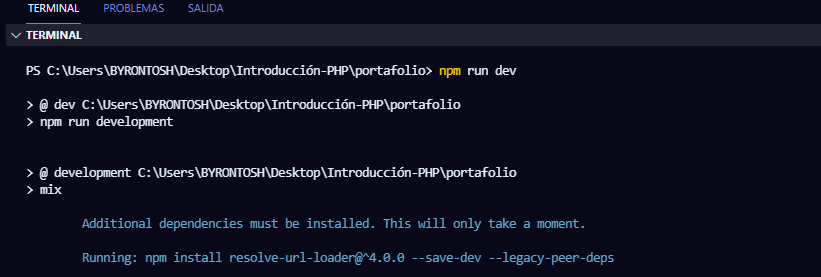 TERMINAL PROBLEMAS SALIDA
TERMINAL
PS C:\Users\BYRONTOSH\Desktop\Introducción-PHP\portafolio> npm run dev
> @ dev C:\Users\BYRONTOSH\Desktop\Introducción-PHP\portafolio
> npm run development
> @ development C:\Users\BYRONTOSH\Desktop\Introducción-PHP\portafolio
> mix
Additional dependencies must be installed. This will only take a moment.
Running: npm install resolve-url-loader@^4.0.0 --save-dev --legacy-peer-deps